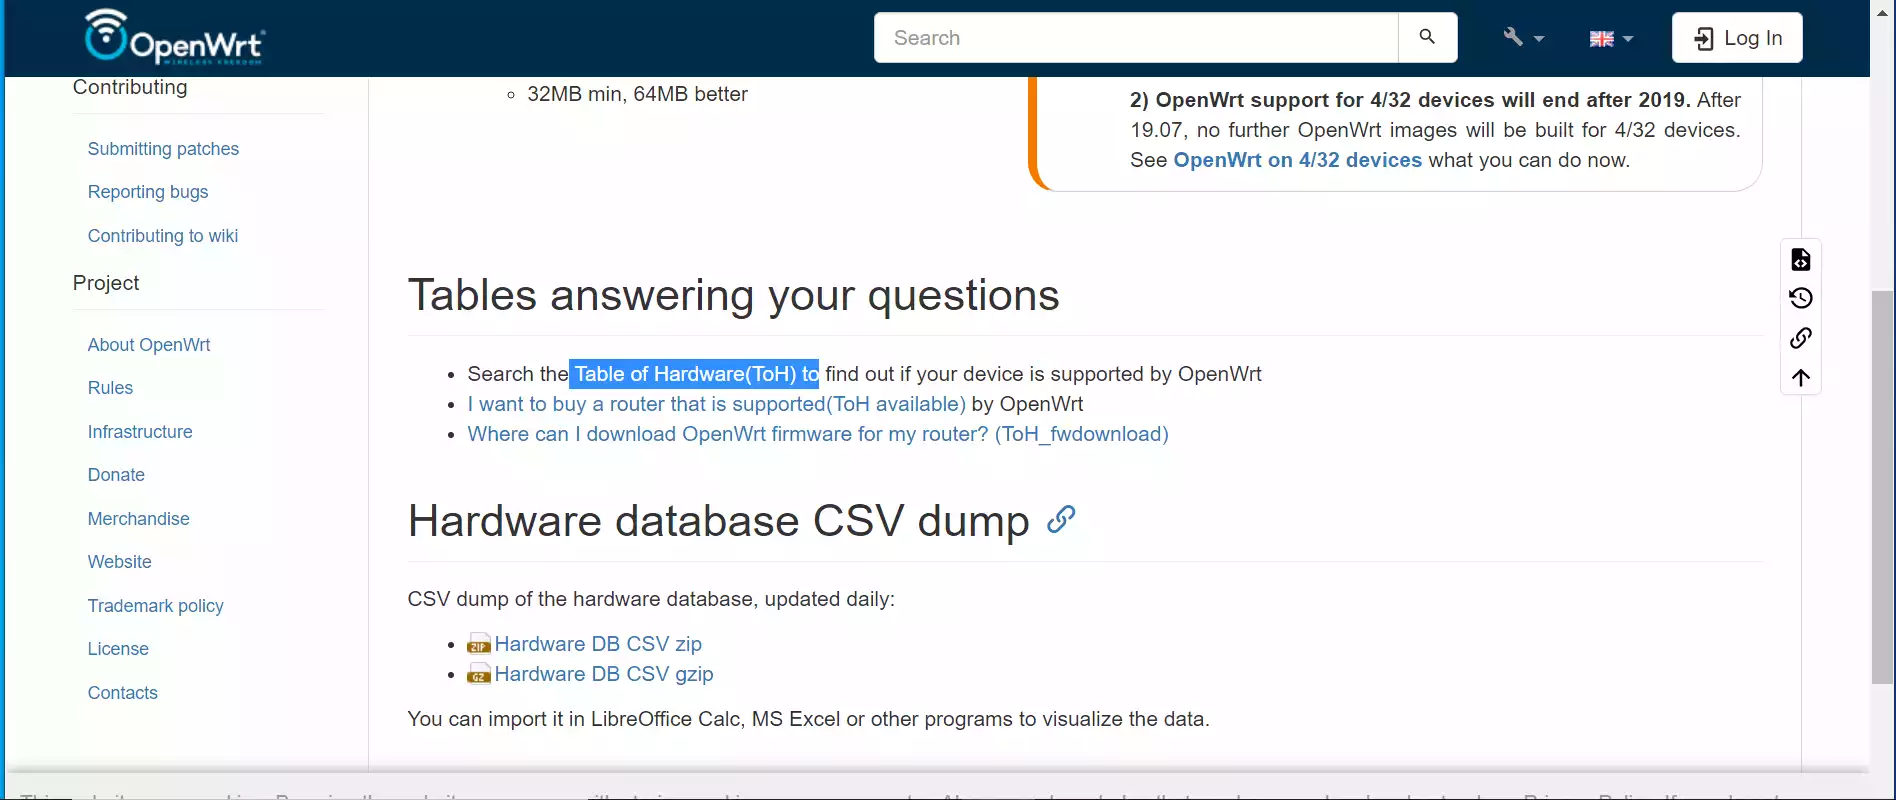 OpenWrt
WIRELESS FREEDOM
Search
Log In
Contributing
Submitting patches
Reporting bugs
Contributing to wiki
Project
About OpenWrt
Rules
Infrastructure
Donate
Merchandise
Website
Trademark policy
License
Contacts
32MB min, 64MB better
2) OpenWrt support for 4/32 devices will end after 2019. After
19.07, no further OpenWrt images will be built for 4/32 devices.
See OpenWrt on 4/32 devices what you can do now.
Tables answering your questions
Search the Table of Hardware(ToH) to find out if your device is supported by OpenWrt
I want to buy a router that is supported(ToH available) by OpenWrt
Where can I download OpenWrt firmware for my router? (ToH_fwdownload)
Hardware database CSV dump
CSV dump of the hardware database, updated daily:
ZIP Hardware DB CSV zip
GZ Hardware DB CSV gzip
You can import it in LibreOffice Calc, MS Excel or other programs to visualize the data.